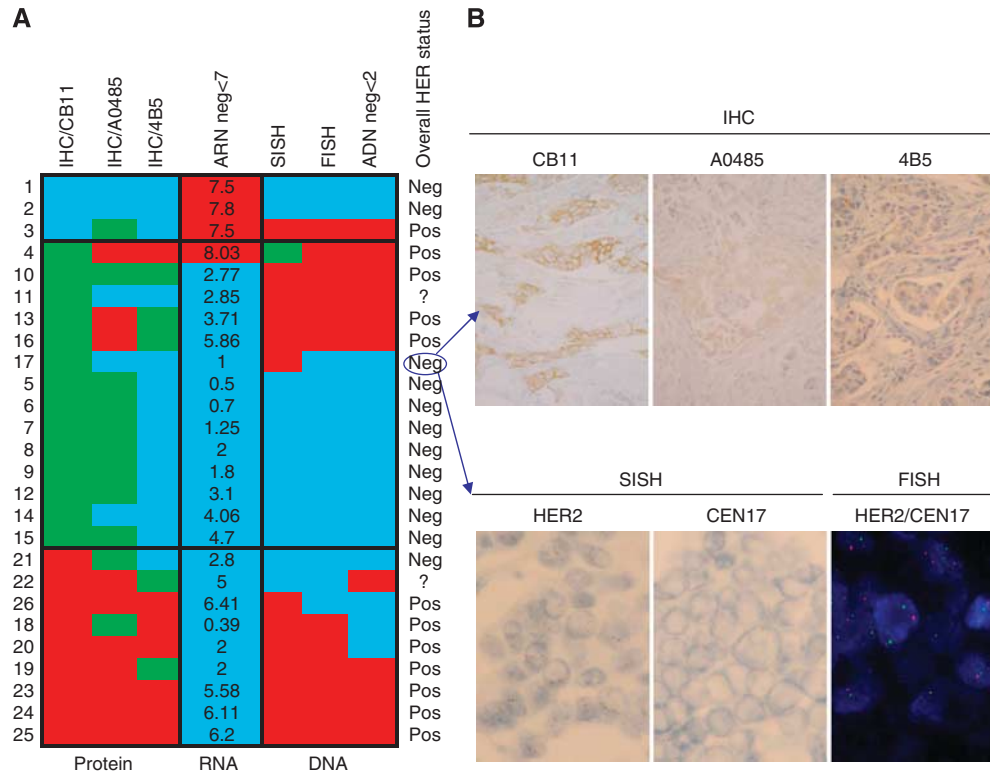 A
IHC/CB11 IHC/A0485 IHC/4B5 ARN neg<7 SISH FISH ADN neg<2 Overall HER status
1 7.5 Neg
2 7.8 Neg
3 7.5 Pos
4 8.03 Pos
10 2.77 Pos
11 2.85 ?
13 3.71 Pos
16 5.86 Pos
17 1 Neg
5 0.5 Neg
6 0.7 Neg
7 1.25 Neg
8 2 Neg
9 1.8 Neg
12 3.1 Neg
14 4.06 Neg
15 4.7 Neg
21 2.8 Neg
22 5 ?
26 6.41 Pos
18 0.39 Pos
20 2 Pos
19 2 Pos
23 5.58 Pos
24 6.11 Pos
25 6.2 Pos
Protein RNA DNA
B
IHC
CB11 A0485 4B5
SISH FISH
HER2 CEN17 HER2/CEN17